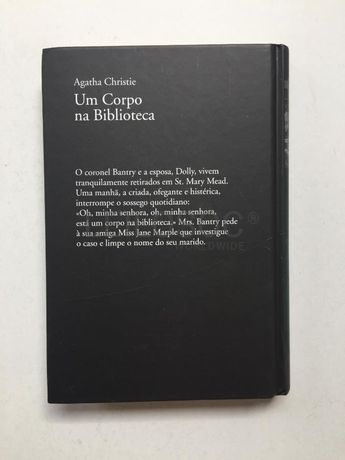 Agatha Christie
Um Corpo
na Biblioteca
O coronel Bantry e a esposa, Dolly, vivem
tranquilamente retirados em St. Mary Mead.
Uma manhã, a criada, ofegante e histérica,
interrompe o sossego quotidiano:
«Oh, minha senhora, oh, minha senhora,
está um corpo na biblioteca.» Mrs. Bantry pede
à sua amiga Miss Jane Marple que investigue
o caso e limpe o nome do seu marido.